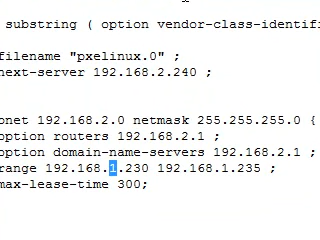 substring ( option vendor-class-identif
filename "pxelinux.0" ;
next-server 192.168.2.240 ;
onet 192.168.2.0 netmask 255.255.255.0 {
option routers 192.168.2.1 ;
option domain-name-servers 192.168.2.1 ;
range 192.168.1.230 192.168.1.235 ;
max-lease-time 300;